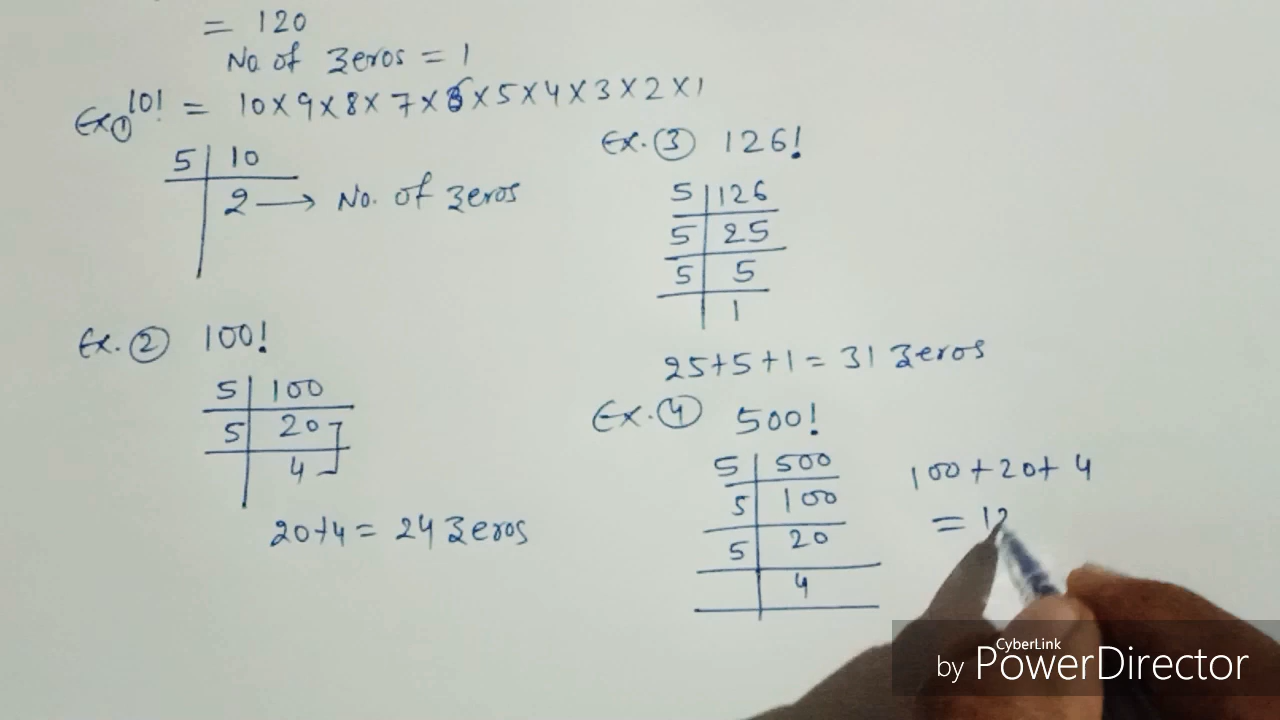 = 120
No. of Zeros = 1
Ex ① 10! = 10 × 9 × 8 × 7 × 6 × 5 × 4 × 3 × 2 × 1
5 | 10
2 → No. of Zeros
Ex. ② 100!
5 | 100
5 | 20
4
20+4 = 24 Zeros
Ex. ③ 126!
5 | 126
5 | 25
5 | 5
1
25+5+1 = 31 Zeros
Ex. ④ 500!
5 | 500
5 | 100
5 | 20
4
100+20+4
= 12
CyberLink
by PowerDirector